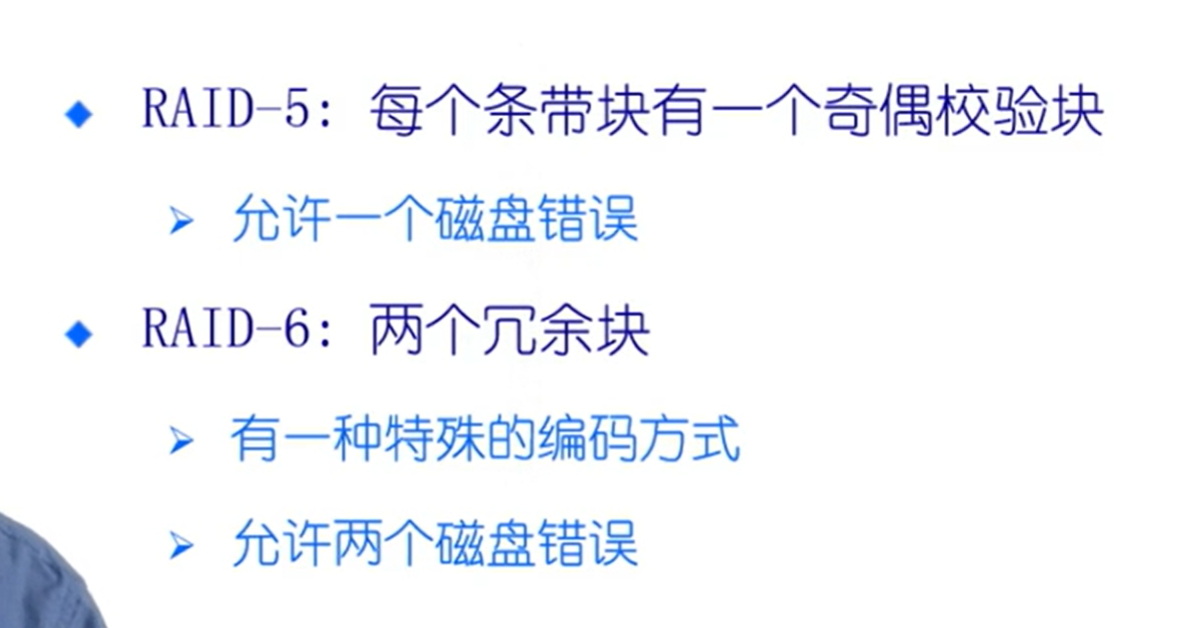 RAID-5: 每个条带块有一个奇偶校验块
允许一个磁盘错误
RAID-6: 两个冗余块
有一种特殊的编码方式
允许两个磁盘错误